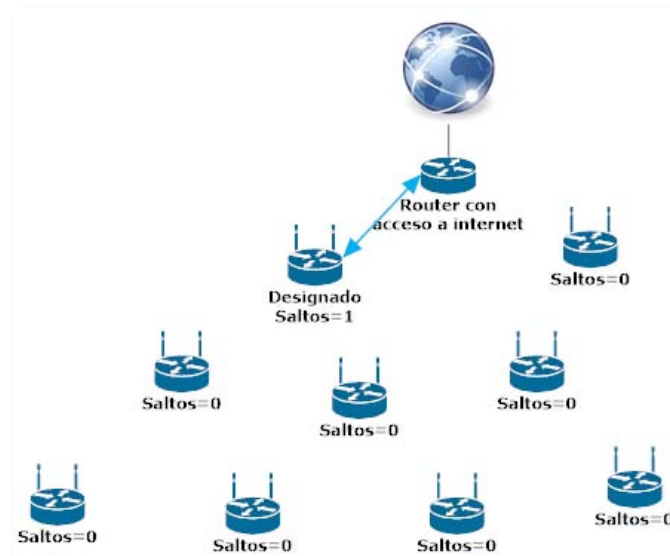 Router con
acceso a internet
Saltos=0
Designado
Saltos=1
Saltos=0
Saltos=0
Saltos=0
Saltos=0
Saltos=0
Saltos=0
Saltos=0